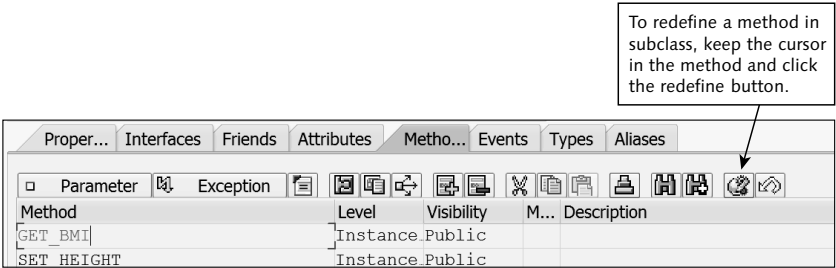 To redefine a method in
subclass, keep the cursor
in the method and click
the redefine button.
Proper... Interfaces Friends Attributes Metho... Events Types Aliases
Parameter Exception
Method Level Visibility M... Description
GET_BMI Instance Public
SET_HEIGHT Instance Public